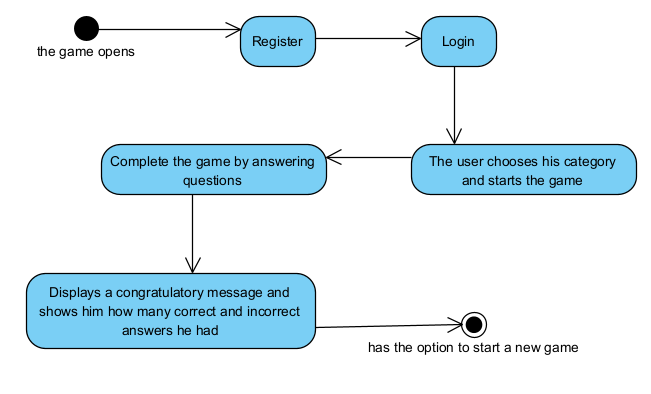 the game opens
Register
Login
The user chooses his category
and starts the game
Complete the game by answering
questions
Displays a congratulatory message and
shows him how many correct and incorrect
answers he had
has the option to start a new game